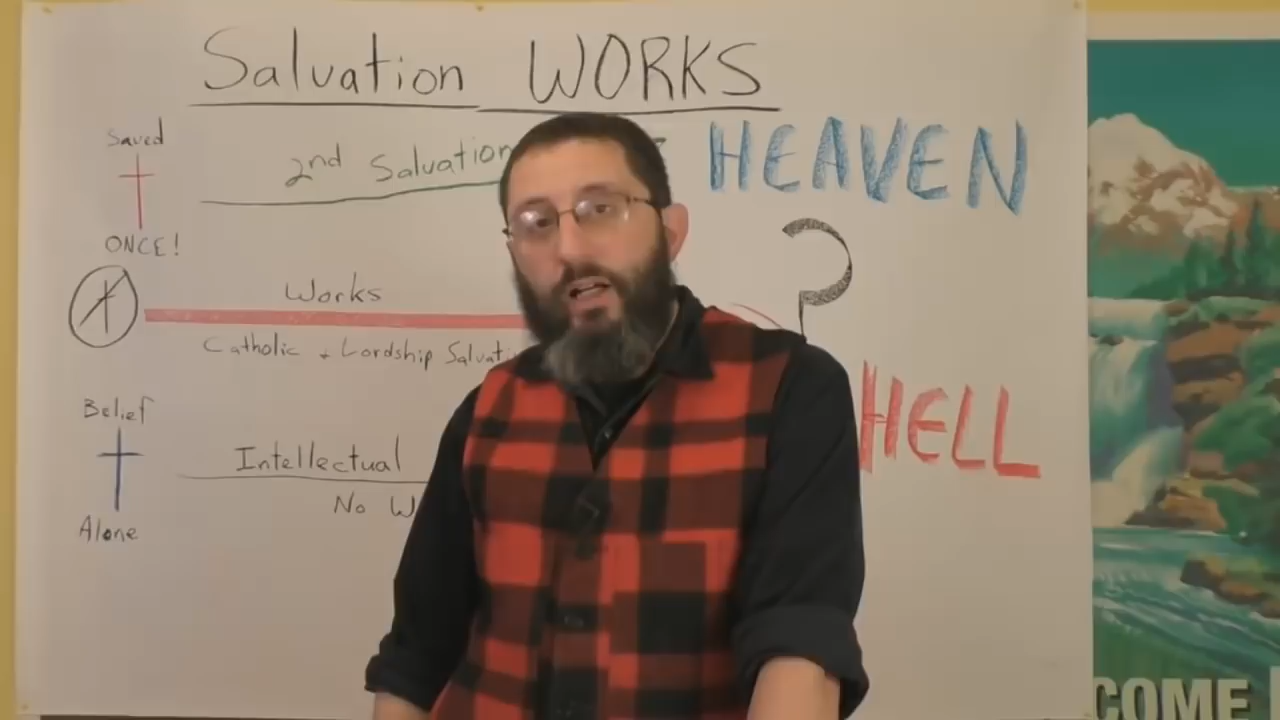 Salvation WORKS
Saved
2nd Salvation
HEAVEN
ONCE!
?
Works
Catholic + Lordship
Belief
HELL
Intellectual
No
Alone
COME